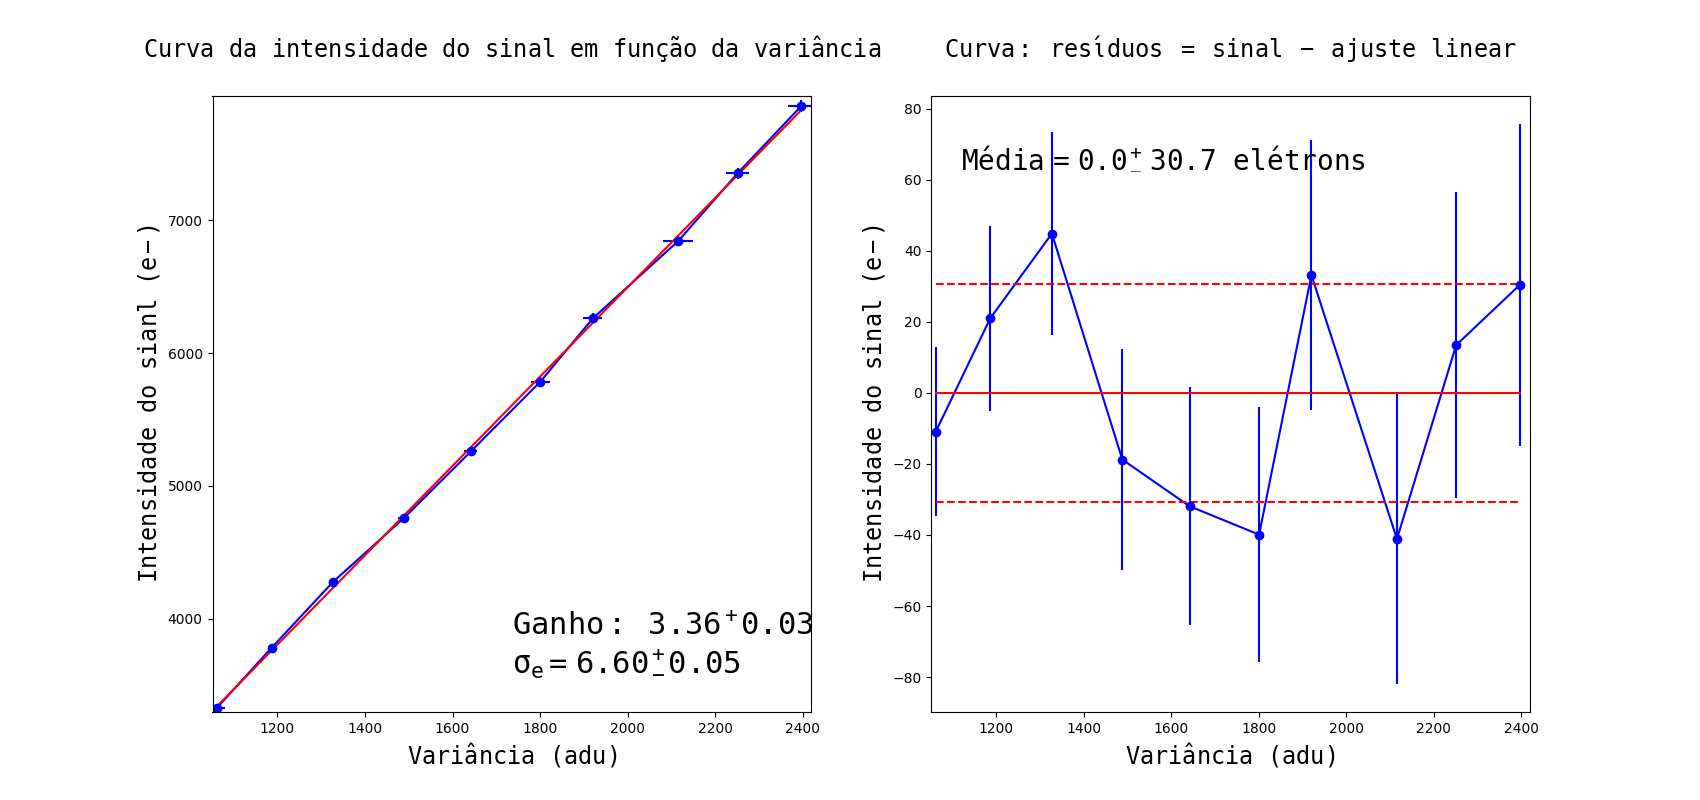 Curva da intensidade do sinal em função da variância
Intensidade do sianl (e−)
7000
6000
5000
4000
Ganho: 3.36⁺0.03
σₑ = 6.60±0.05
1200 1400 1600 1800 2000 2200 2400
Variância (adu)
Curva: resíduos = sinal − ajuste linear
Intensidade do sinal (e−)
80
60
40
20
0
−20
−40
−60
−80
Média = 0.0±30.7 elétrons
1200 1400 1600 1800 2000 2200 2400
Variância (adu)